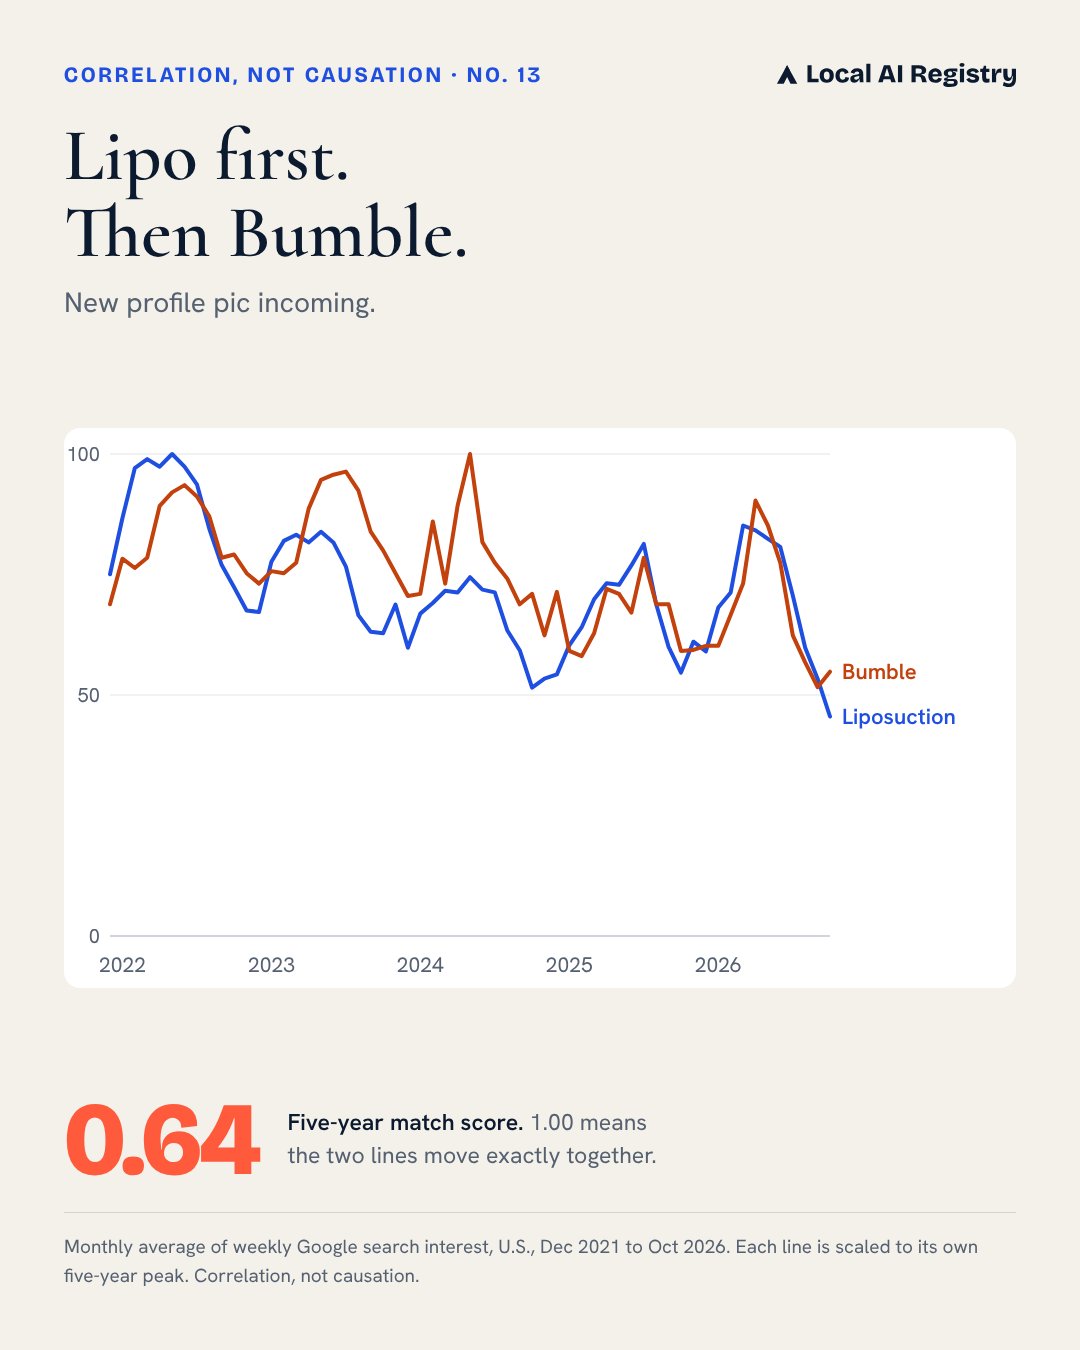 CORRELATION, NOT CAUSATION · NO. 13
Local AI Registry
Lipo first.
Then Bumble.
New profile pic incoming.
100
50
0
Bumble
Liposuction
2022
2023
2024
2025
2026
0.64
Five-year match score. 1.00 means
the two lines move exactly together.
Monthly average of weekly Google search interest, U.S., Dec 2021 to Oct 2026. Each line is scaled to its own
five-year peak. Correlation, not causation.